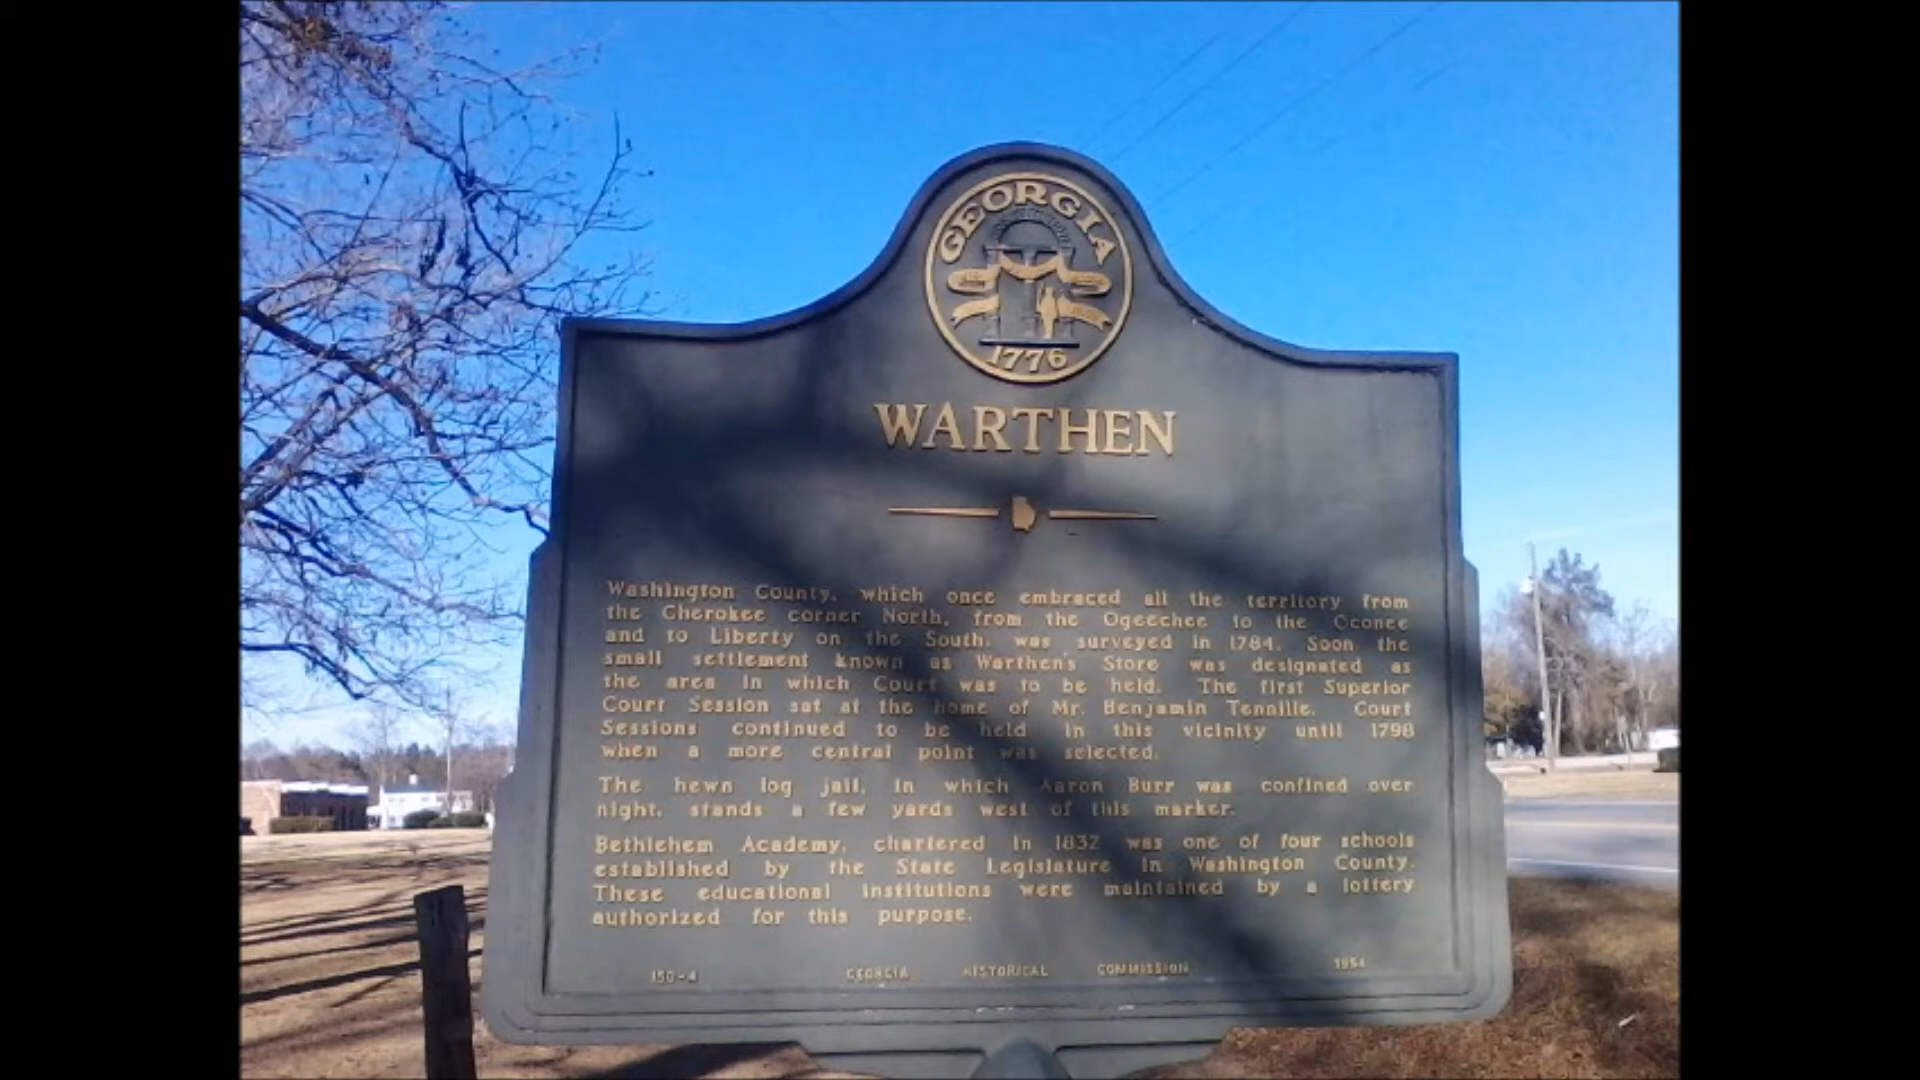 GEORGIA
1776
WARTHEN
Washington County, which once embraced all the territory from
the Cherokee corner North, from the Ogeechee to the Oconee
and to Liberty on the South, was surveyed in 1784. Soon the
small settlement known as Warthen's Store was designated as
the area in which Court was to be held. The first Superior
Court Session sat at the home of Mr. Benjamin Tennille. Court
Sessions continued to be held in this vicinity until 1798
when a more central point was selected.
The hewn log jail, in which Aaron Burr was confined over
night, stands a few yards west of this marker.
Bethlehem Academy, chartered in 1832 was one of four schools
established by the State Legislature in Washington County.
These educational institutions were maintained by a lottery
authorized for this purpose.
150-4 GEORGIA HISTORICAL COMMISSION 1954